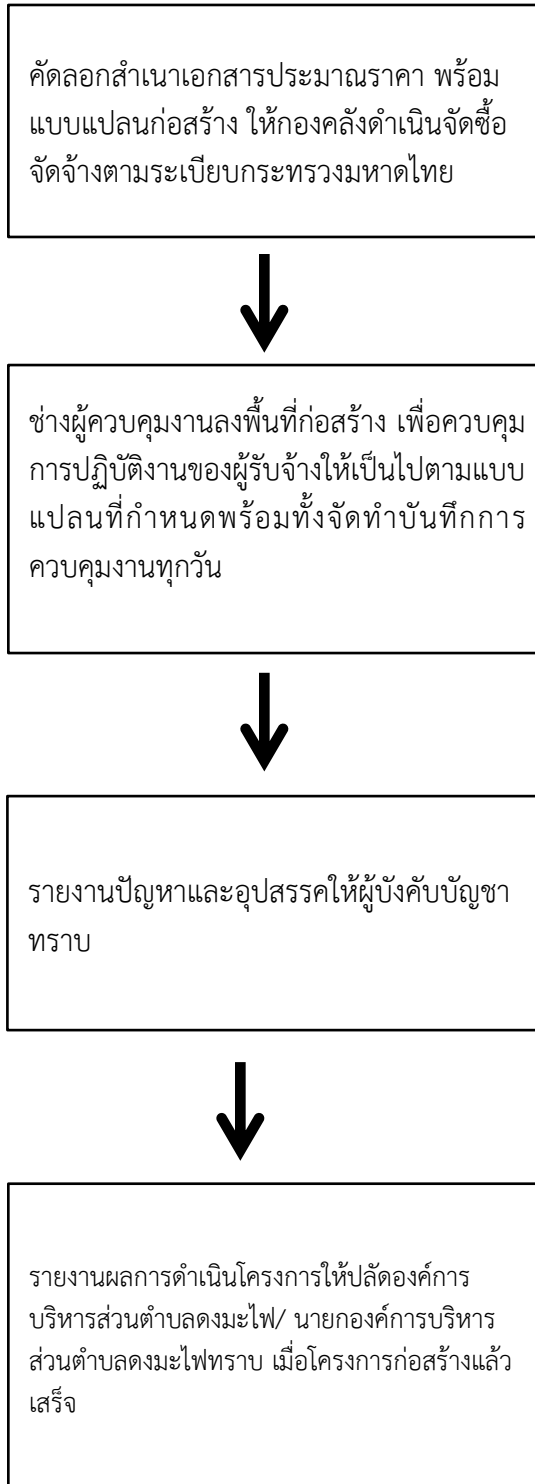 คัดลอกสำเนาเอกสารประมาณราคา พร้อม
แบบแปลนก่อสร้าง ให้กองคลังดำเนินจัดซื้อ
จัดจ้างตามระเบียบกระทรวงมหาดไทย
ช่างผู้ควบคุมงานลงพื้นที่ก่อสร้าง เพื่อควบคุม
การปฏิบัติงานของผู้รับจ้างให้เป็นไปตามแบบ
แปลนที่กำหนดพร้อมทั้งจัดทำบันทึกการ
ควบคุมงานทุกวัน
รายงานปัญหาและอุปสรรคให้ผู้บังคับบัญชา
ทราบ
รายงานผลการดำเนินโครงการให้ปลัดองค์การ
บริหารส่วนตำบลดงมะไฟ/ นายกองค์การบริหาร
ส่วนตำบลดงมะไฟทราบ เมื่อโครงการก่อสร้างแล้ว
เสร็จ